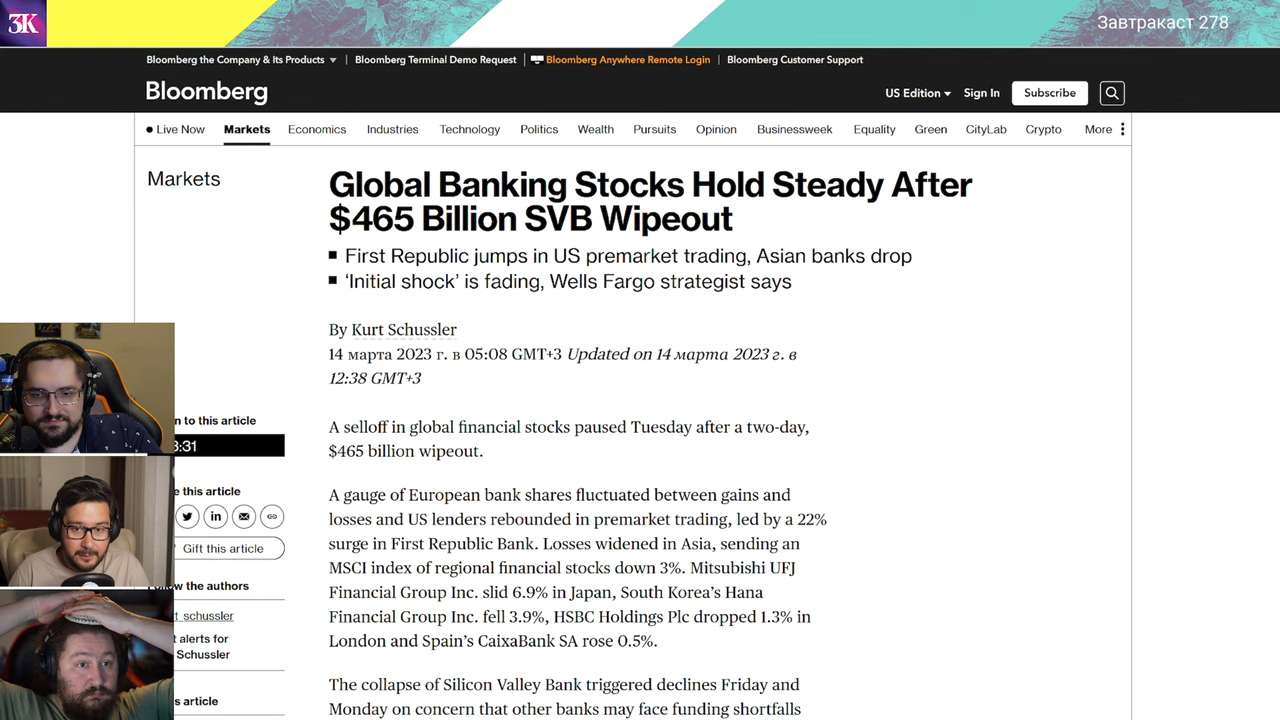 3K
Завтракаст 278
Bloomberg the Company & Its Products
Bloomberg Terminal Demo Request
Bloomberg Anywhere Remote Login
Bloomberg Customer Support
Bloomberg
US Edition
Sign In
Subscribe
Live Now
Markets
Economics
Industries
Technology
Politics
Wealth
Pursuits
Opinion
Businessweek
Equality
Green
CityLab
Crypto
More
Markets
Global Banking Stocks Hold Steady After
$465 Billion SVB Wipeout
First Republic jumps in US premarket trading, Asian banks drop
‘Initial shock’ is fading, Wells Fargo strategist says
By Kurt Schussler
14 марта 2023 г. в 05:08 GMT+3 Updated on 14 марта 2023 г. в
12:38 GMT+3
n to this article
3:31
e this article
Gift this article
ollow the authors
t_schussler
t alerts for
Schussler
s article
A selloff in global financial stocks paused Tuesday after a two-day,
$465 billion wipeout.
A gauge of European bank shares fluctuated between gains and
losses and US lenders rebounded in premarket trading, led by a 22%
surge in First Republic Bank. Losses widened in Asia, sending an
MSCI index of regional financial stocks down 3%. Mitsubishi UFJ
Financial Group Inc. slid 6.9% in Japan, South Korea’s Hana
Financial Group Inc. fell 3.9%, HSBC Holdings Plc dropped 1.3% in
London and Spain’s CaixaBank SA rose 0.5%.
The collapse of Silicon Valley Bank triggered declines Friday and
Monday on concern that other banks may face funding shortfalls